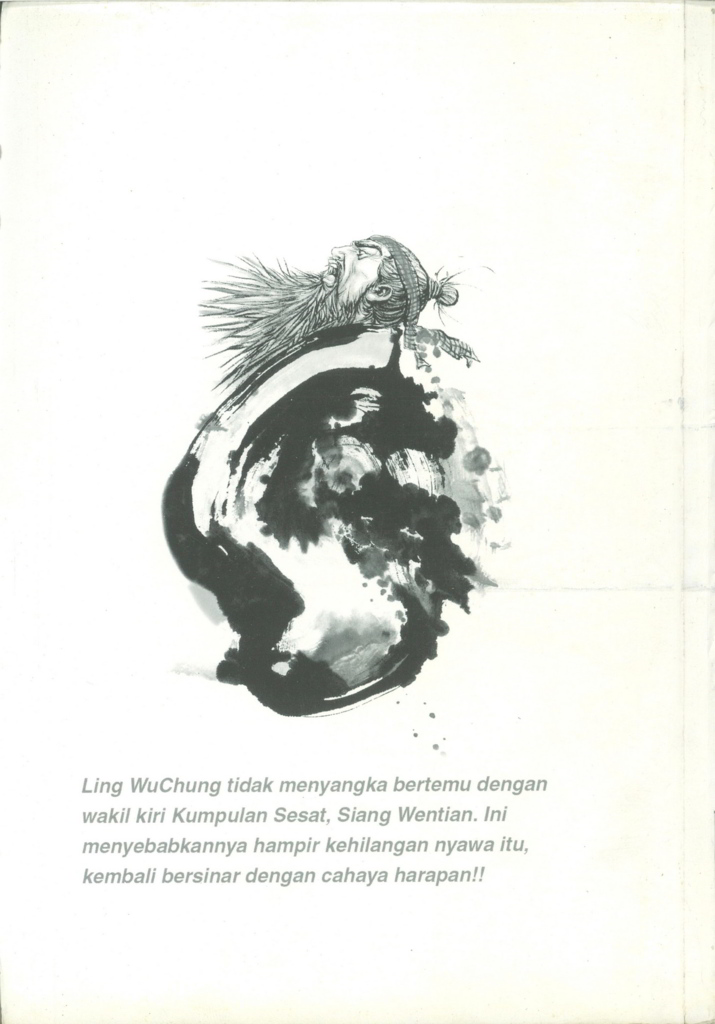 Ling WuChung tidak menyangka bertemu dengan
wakil kiri Kumpulan Sesat, Siang Wentian. Ini
menyebabkannya hampir kehilangan nyawa itu,
kembali bersinar dengan cahaya harapan!!